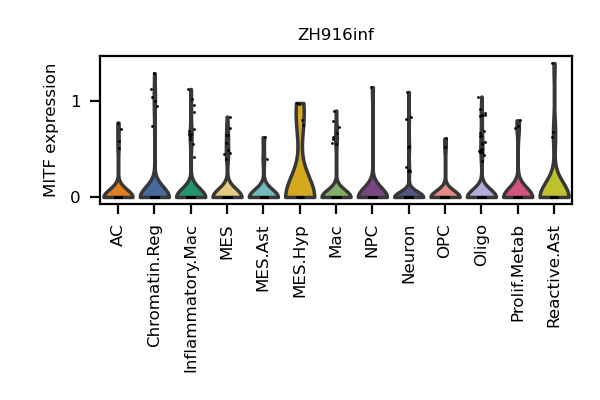 ZH916inf
MITF expression
1
0
AC
Chromatin.Reg
Inflammatory.Mac
MES
MES.Ast
MES.Hyp
Mac
NPC
Neuron
OPC
Oligo
Prolif.Metab
Reactive.Ast